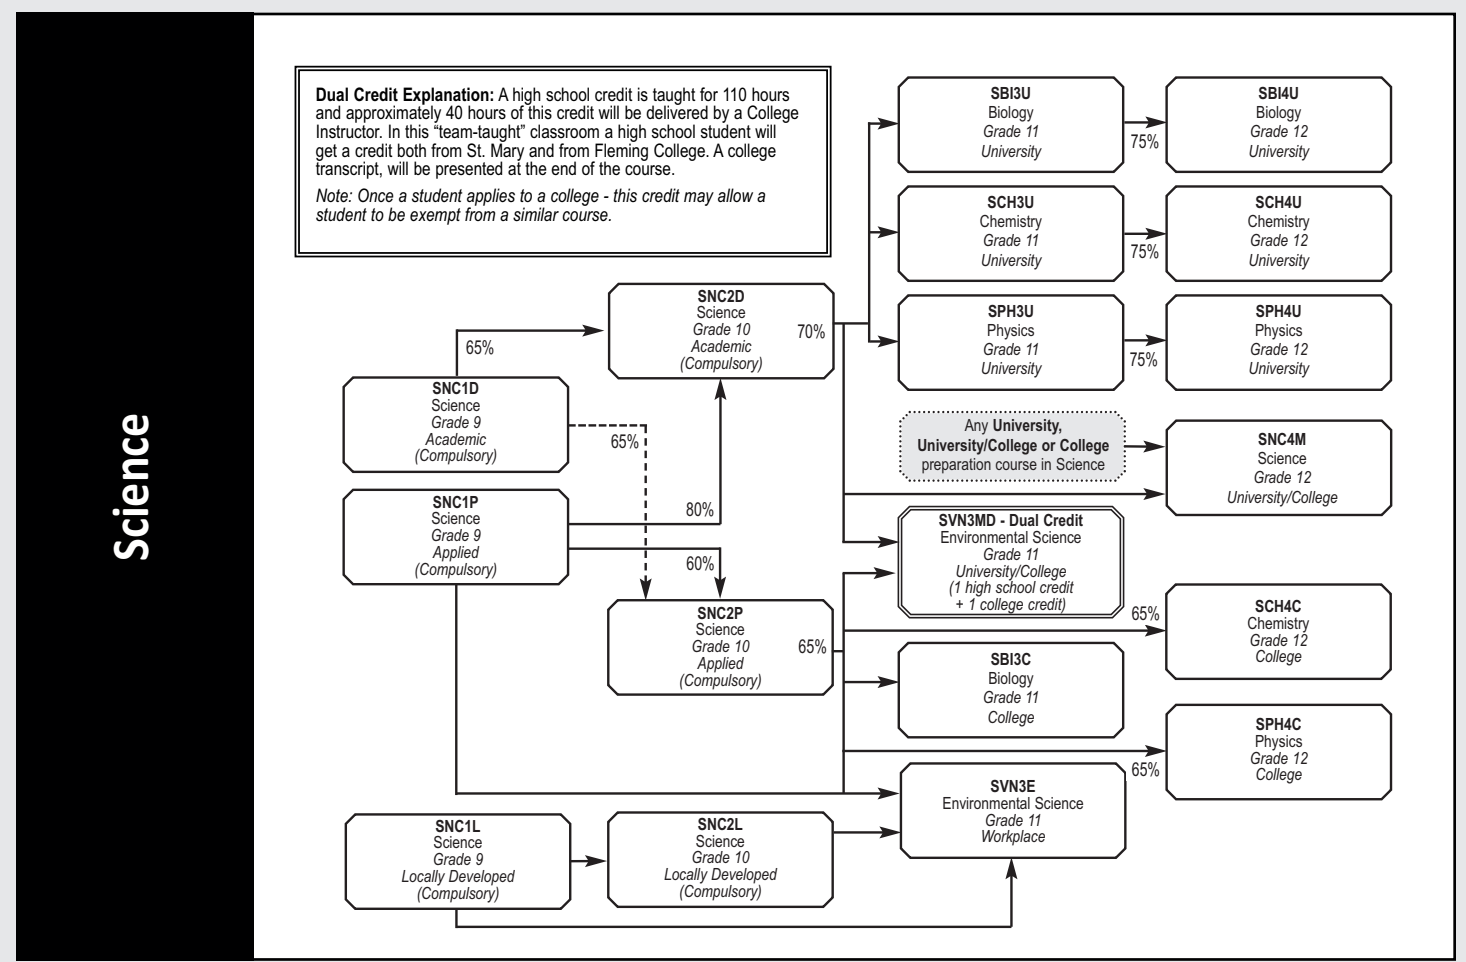 Science
Dual Credit Explanation: A high school credit is taught for 110 hours
and approximately 40 hours of this credit will be delivered by a College
Instructor. In this “team-taught” classroom a high school student will
get a credit both from St. Mary and from Fleming College. A college
transcript, will be presented at the end of the course.
Note: Once a student applies to a college - this credit may allow a
student to be exempt from a similar course.
SNC1D
Science
Grade 9
Academic
(Compulsory)
65%
65%
SNC1P
Science
Grade 9
Applied
(Compulsory)
80%
60%
SNC1L
Science
Grade 9
Locally Developed
(Compulsory)
SNC2D
Science
Grade 10
Academic
(Compulsory)
70%
SNC2P
Science
Grade 10
Applied
(Compulsory)
65%
SNC2L
Science
Grade 10
Locally Developed
(Compulsory)
SBI3U
Biology
Grade 11
University
75%
SBI4U
Biology
Grade 12
University
SCH3U
Chemistry
Grade 11
University
75%
SCH4U
Chemistry
Grade 12
University
SPH3U
Physics
Grade 11
University
75%
SPH4U
Physics
Grade 12
University
Any University,
University/College or College
preparation course in Science
SNC4M
Science
Grade 12
University/College
SVN3MD - Dual Credit
Environmental Science
Grade 11
University/College
(1 high school credit
+ 1 college credit)
65%
SCH4C
Chemistry
Grade 12
College
SBI3C
Biology
Grade 11
College
65%
SPH4C
Physics
Grade 12
College
SVN3E
Environmental Science
Grade 11
Workplace